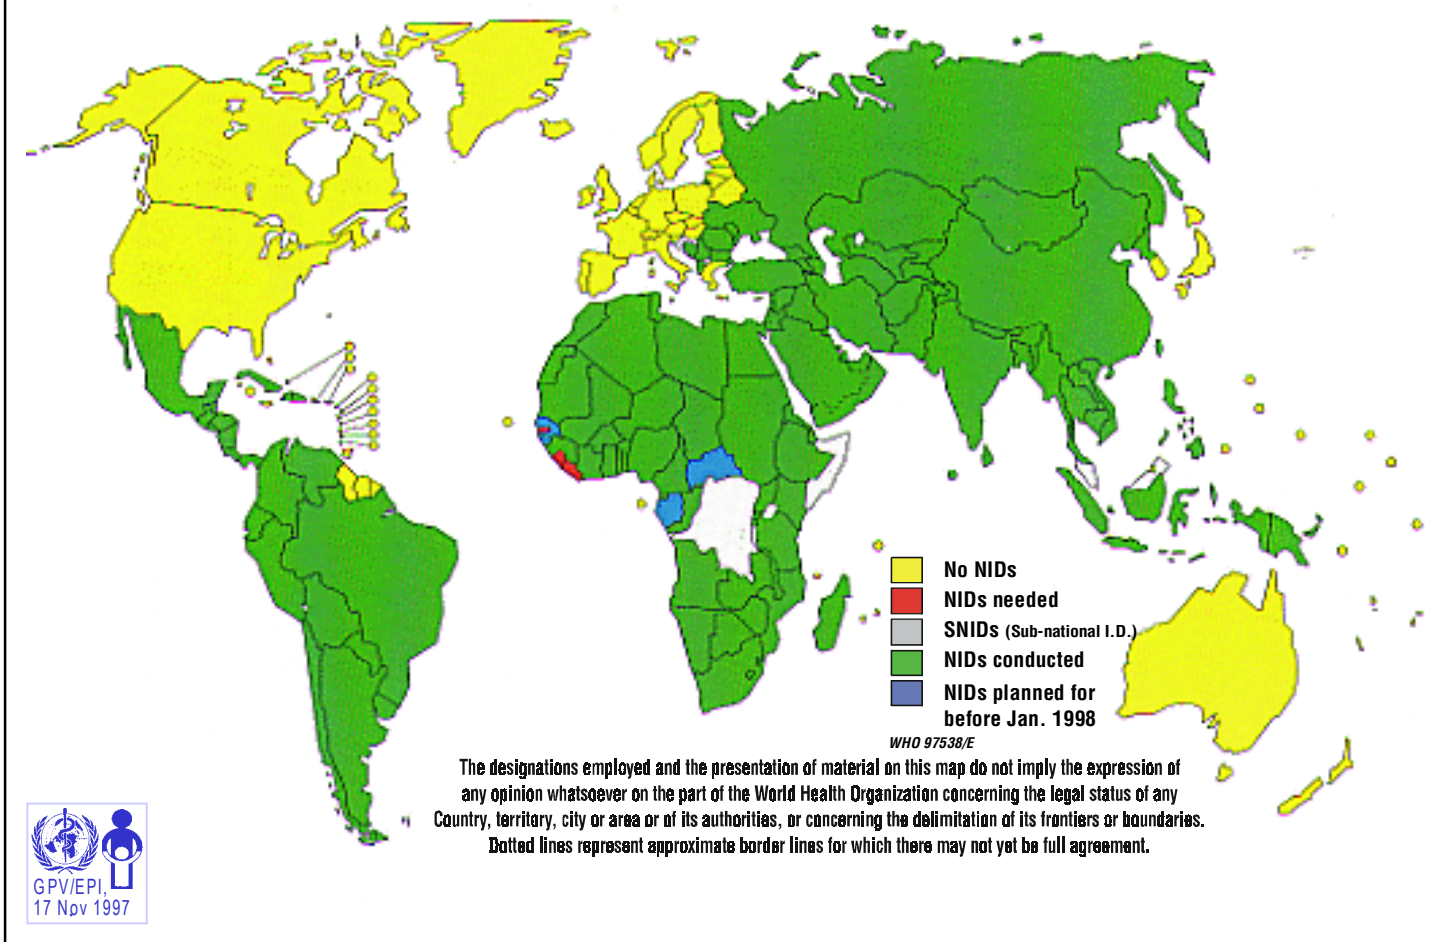 No NIDs
NIDs needed
SNIDs (Sub-national I.D.)
NIDs conducted
NIDs planned for
before Jan. 1998
WHO 97538/E
The designations employed and the presentation of material on this map do not imply the expression of
any opinion whatsoever on the part of the World Health Organization concerning the legal status of any
Country, territory, city or area or of its authorities, or concerning the delimitation of its frontiers or boundaries.
Dotted lines represent approximate border lines for which there may not yet be full agreement.
GPV/EPI,
17 Nov 1997